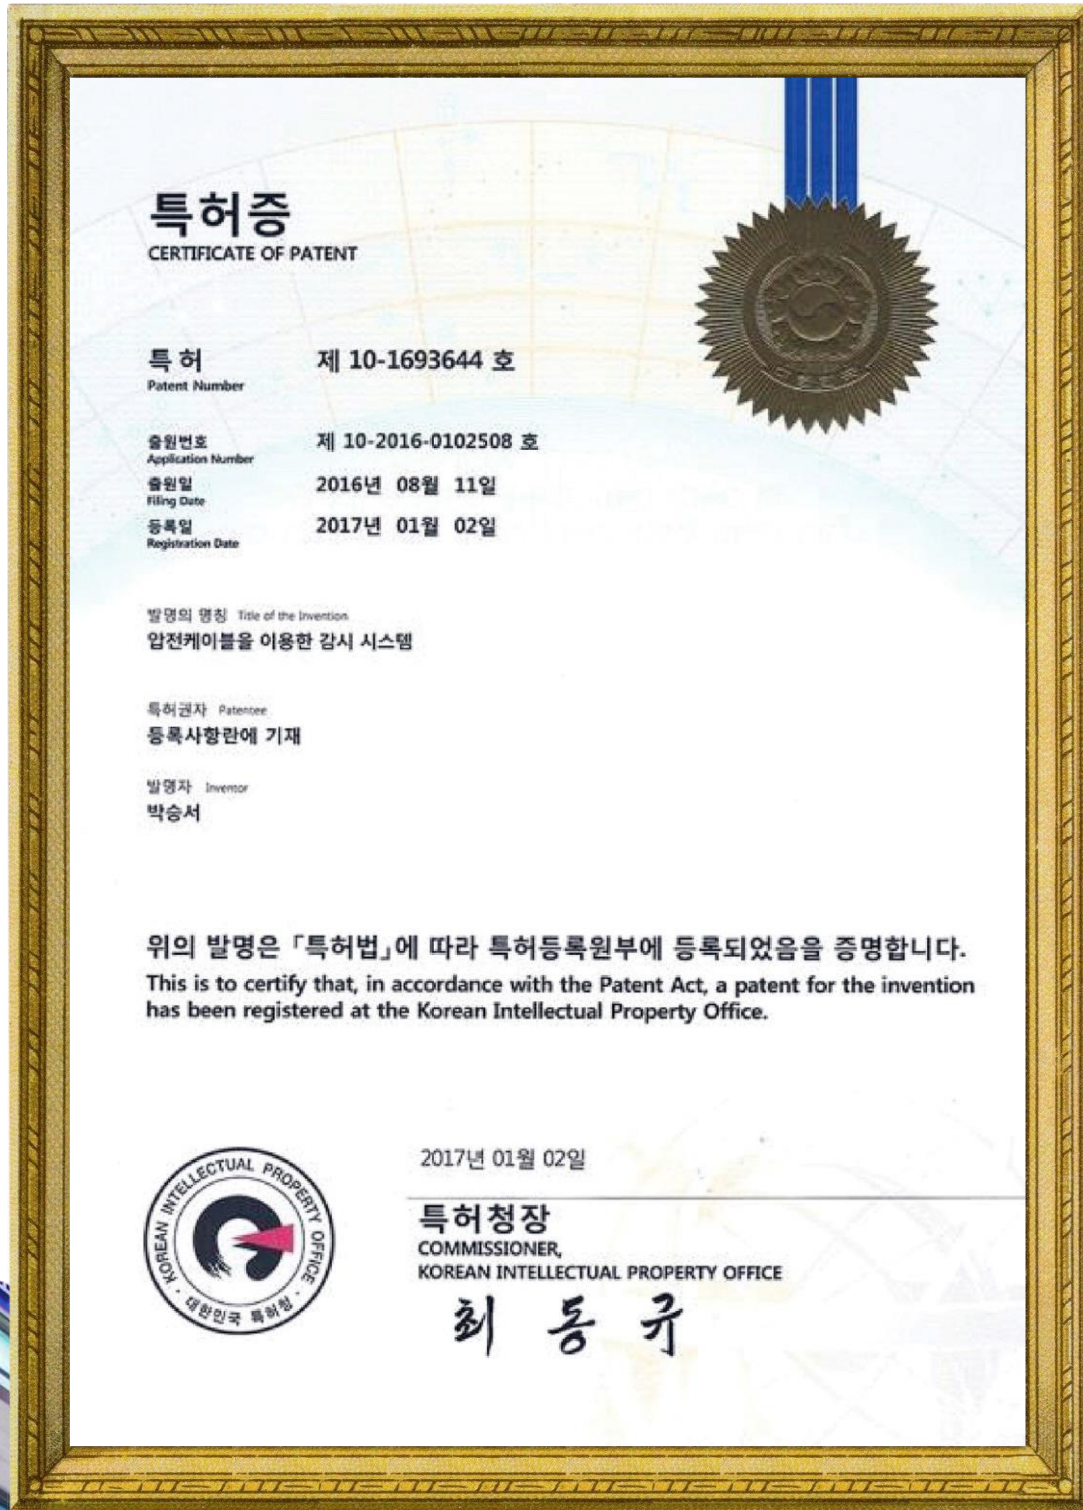 특허증
CERTIFICATE OF PATENT
특 허 제 10-1693644 호
Patent Number
출원번호 제 10-2016-0102508 호
Application Number
출원일 2016년 08월 11일
Filing Date
등록일 2017년 01월 02일
Registration Date
발명의 명칭 Title of the Invention
압전케이블을 이용한 감시 시스템
특허권자 Patentee
등록사항란에 기재
발명자 Inventor
박승서
위의 발명은 「특허법」에 따라 특허등록원부에 등록되었음을 증명합니다.
This is to certify that, in accordance with the Patent Act, a patent for the invention
has been registered at the Korean Intellectual Property Office.
2017년 01월 02일
특허청장
COMMISSIONER,
KOREAN INTELLECTUAL PROPERTY OFFICE
최 동 규
KOREAN INTELLECTUAL PROPERTY OFFICE
대한민국 특허청